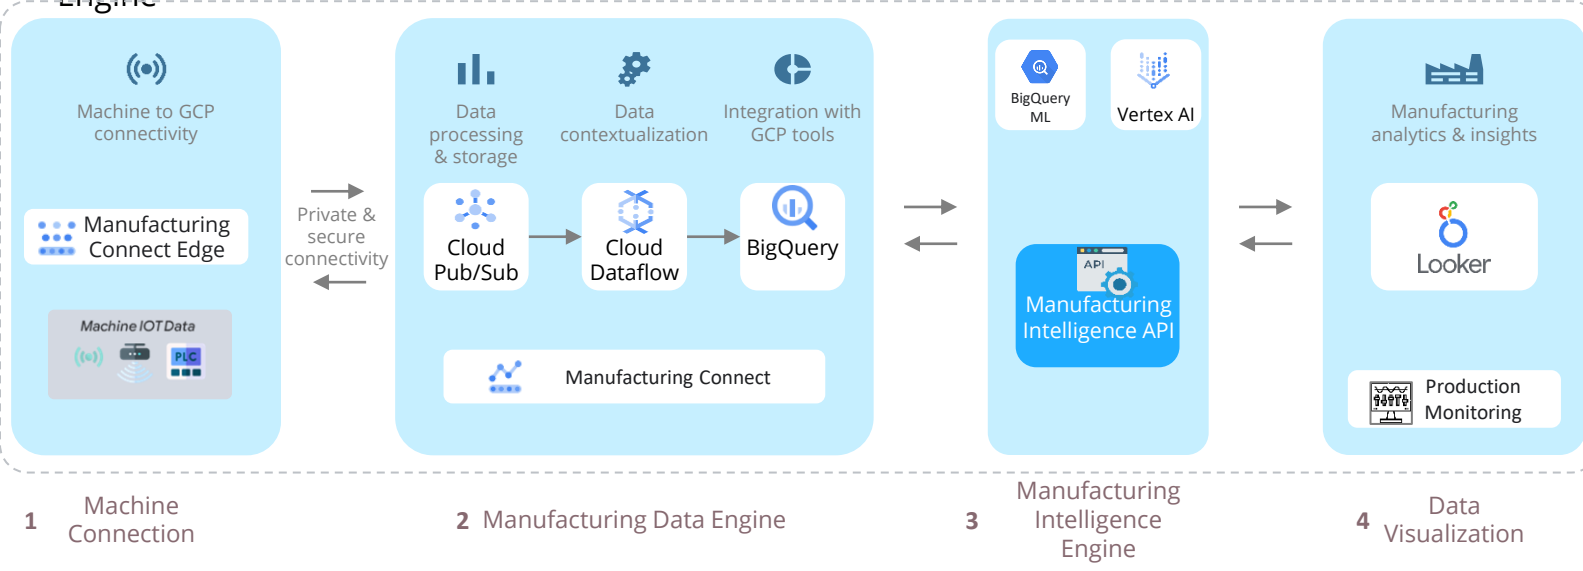 Engine
Machine to GCP
connectivity
Manufacturing
Connect Edge
Machine IOT Data
PLC
Private &
secure
connectivity
Data
processing
& storage
Data
contextualization
Integration with
GCP tools
Cloud
Pub/Sub
Cloud
Dataflow
BigQuery
Manufacturing Connect
BigQuery
ML
Vertex AI
API
Manufacturing
Intelligence API
Manufacturing
analytics & insights
Looker
Production
Monitoring
1 Machine
Connection
2 Manufacturing Data Engine
3 Manufacturing
Intelligence
Engine
4 Data
Visualization